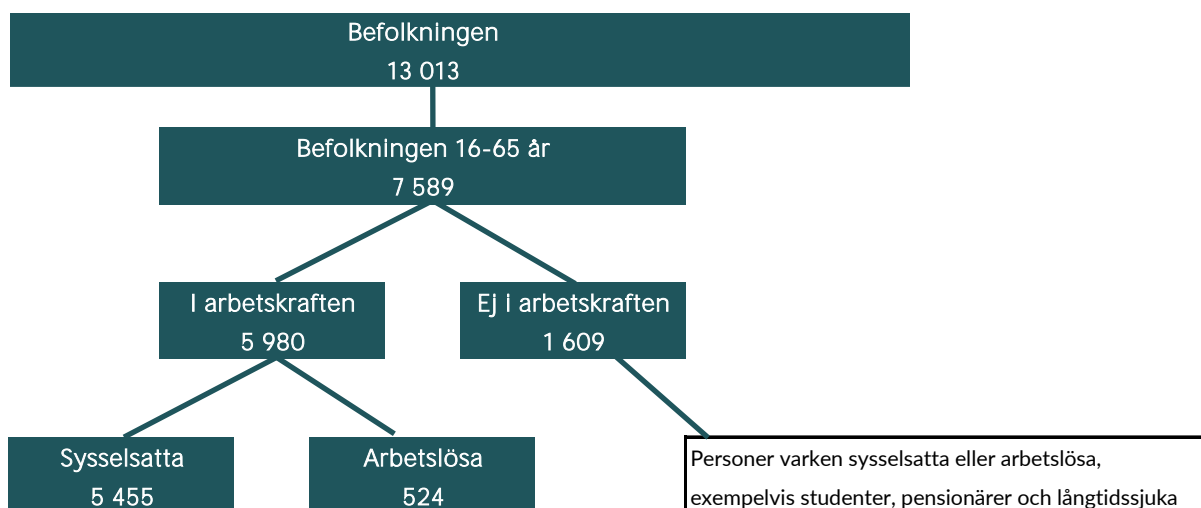 Befolkningen
13 013
Befolkningen 16-65 år
7 589
I arbetskraften
5 980
Ej i arbetskraften
1 609
Sysselsatta
5 455
Arbetslösa
524
Personer varken sysselsatta eller arbetslösa,
exempelvis studenter, pensionärer och långtidssjuka